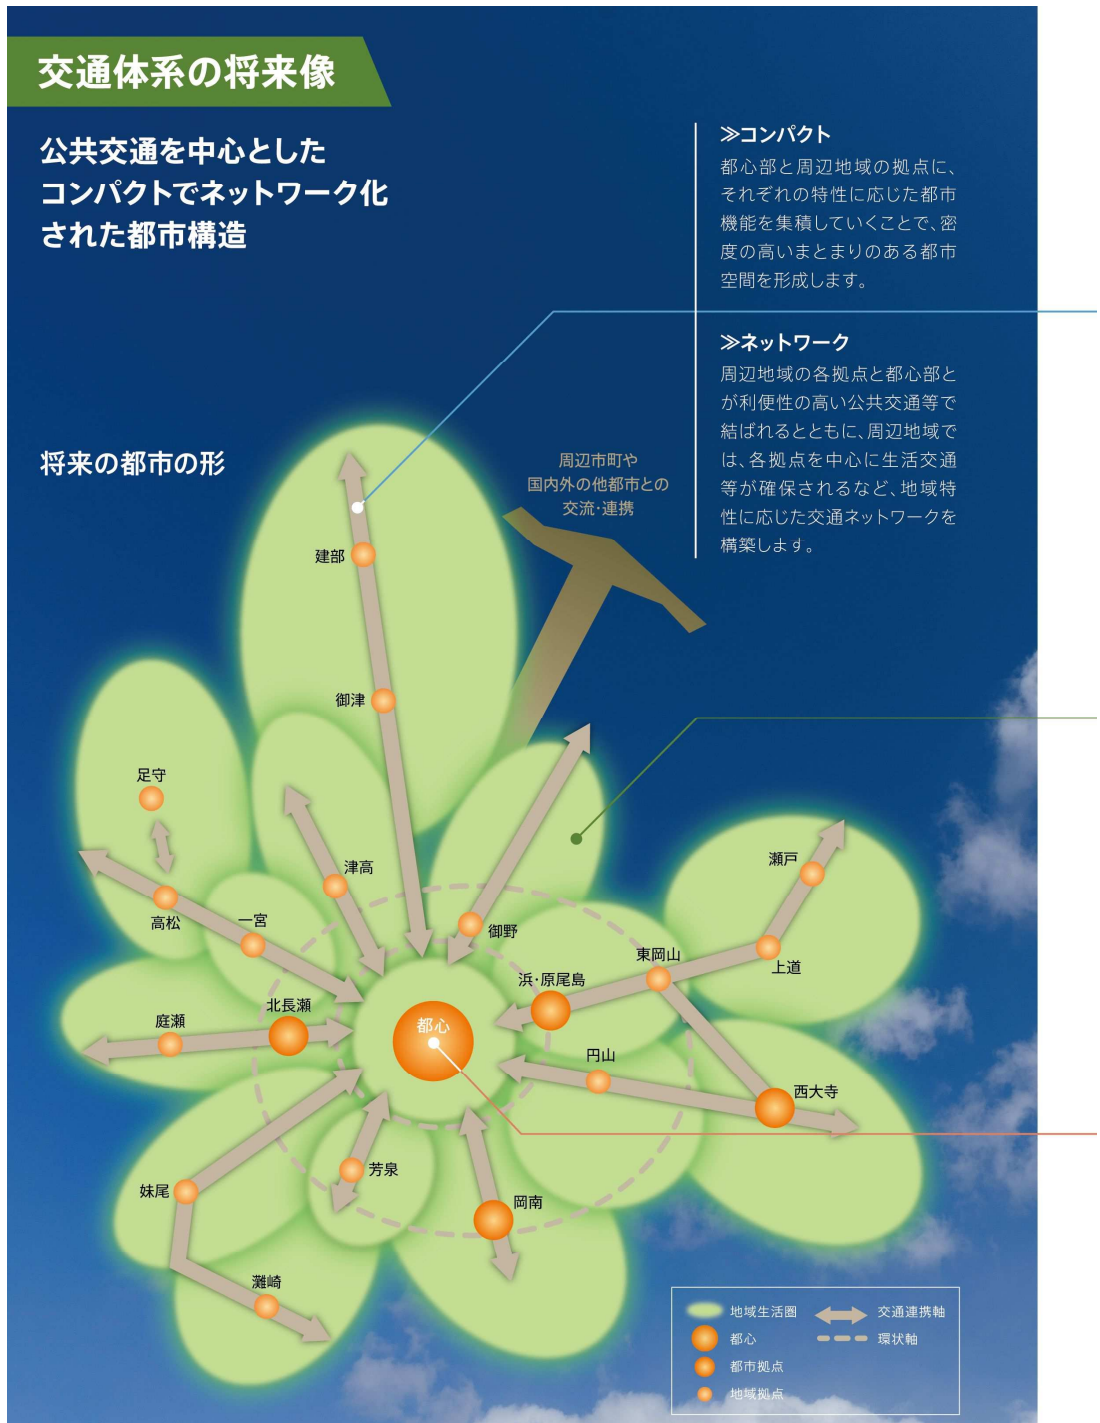 交通体系の将来像
公共交通を中心とした
コンパクトでネットワーク化
された都市構造
≫コンパクト
都心部と周辺地域の拠点に、
それぞれの特性に応じた都市
機能を集積していくことで、密
度の高いまとまりのある都市
空間を形成します。
≫ネットワーク
周辺地域の各拠点と都心部と
が利便性の高い公共交通等で
結ばれるとともに、周辺地域で
は、各拠点を中心に生活交通
等が確保されるなど、地域特
性に応じた交通ネットワークを
構築します。
将来の都市の形
周辺市町や
国内外の他都市との
交流・連携
建部
御津
足守
津高
高松
一宮
御野
瀬戸
上道
東岡山
浜・原尾島
北長瀬
庭瀬
都心
円山
西大寺
芳泉
妹尾
岡南
灘崎
地域生活圏
交通連携軸
都心
環状軸
都市拠点
地域拠点